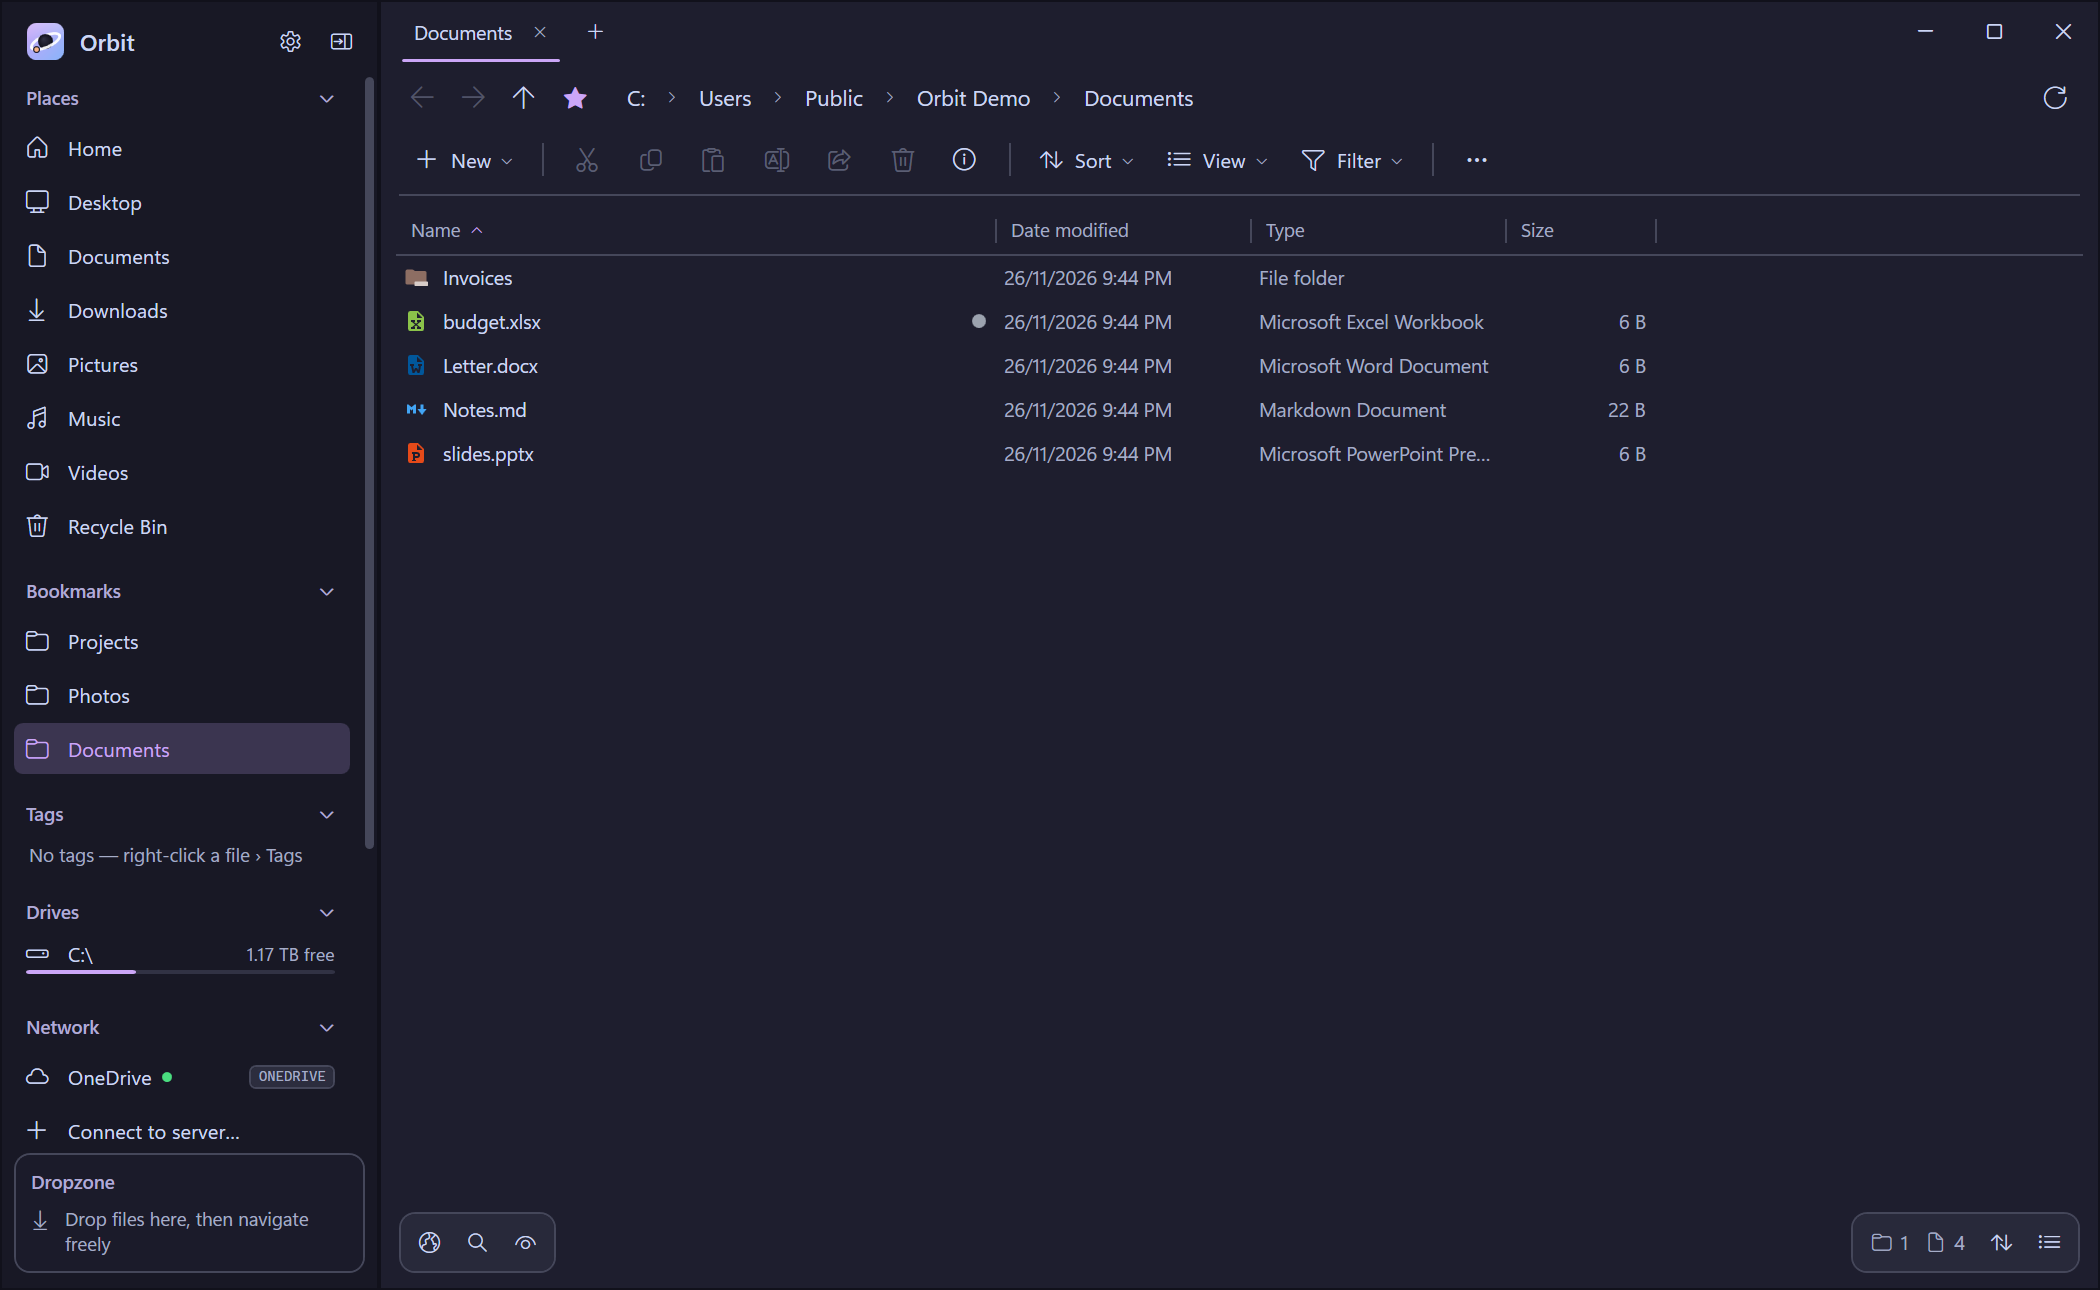 Orbit
Places
Home
Desktop
Documents
Downloads
Pictures
Music
Videos
Recycle Bin
Bookmarks
Projects
Photos
Documents
Tags
No tags — right-click a file › Tags
Drives
C:\ 1.17 TB free
Network
OneDrive ONEDRIVE
Connect to server...
Dropzone
Drop files here, then navigate
freely
Documents
C: Users Public Orbit Demo Documents
New Sort View Filter
Name Date modified Type Size
Invoices 26/11/2026 9:44 PM File folder
budget.xlsx 26/11/2026 9:44 PM Microsoft Excel Workbook 6 B
Letter.docx 26/11/2026 9:44 PM Microsoft Word Document 6 B
Notes.md 26/11/2026 9:44 PM Markdown Document 22 B
slides.pptx 26/11/2026 9:44 PM Microsoft PowerPoint Pre... 6 B
1 4